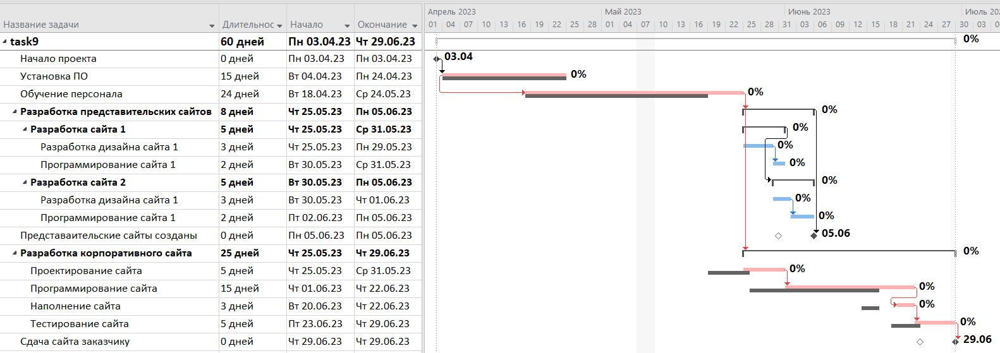 Апрель 2023 Май 2023 Июнь 2023 Июль 20
Название задачи Длительнос Начало Окончание 01 04 07 10 13 16 19 22 25 28 01 04 07 10 13 16 19 22 25 28 31 03 06 09 12 15 18 21 24 27 30 03 0
task9 60 дней Пн 03.04.23 Чт 29.06.23 0%
Начало проекта 0 дней Пн 03.04.23 Пн 03.04.23 03.04
Установка ПО 15 дней Вт 04.04.23 Пн 24.04.23 0%
Обучение персонала 24 дней Вт 18.04.23 Ср 24.05.23 0%
Разработка представительских сайтов 8 дней Чт 25.05.23 Пн 05.06.23 0%
Разработка сайта 1 5 дней Чт 25.05.23 Ср 31.05.23 0%
Разработка дизайна сайта 1 3 дней Чт 25.05.23 Пн 29.05.23 0%
Программирование сайта 1 2 дней Вт 30.05.23 Ср 31.05.23 0%
Разработка сайта 2 5 дней Вт 30.05.23 Пн 05.06.23 0%
Разработка дизайна сайта 1 3 дней Вт 30.05.23 Чт 01.06.23 0%
Программирование сайта 1 2 дней Пт 02.06.23 Пн 05.06.23 0%
Представаительские сайты созданы 0 дней Пн 05.06.23 Пн 05.06.23 05.06
Разработка корпоративного сайта 25 дней Чт 25.05.23 Чт 29.06.23 0%
Проектирование сайта 5 дней Чт 25.05.23 Ср 31.05.23 0%
Программирование сайта 15 дней Чт 01.06.23 Чт 22.06.23 0%
Наполнение сайта 3 дней Вт 20.06.23 Чт 22.06.23 0%
Тестирование сайта 5 дней Пт 23.06.23 Чт 29.06.23 0%
Сдача сайта заказчику 0 дней Чт 29.06.23 Чт 29.06.23 29.06